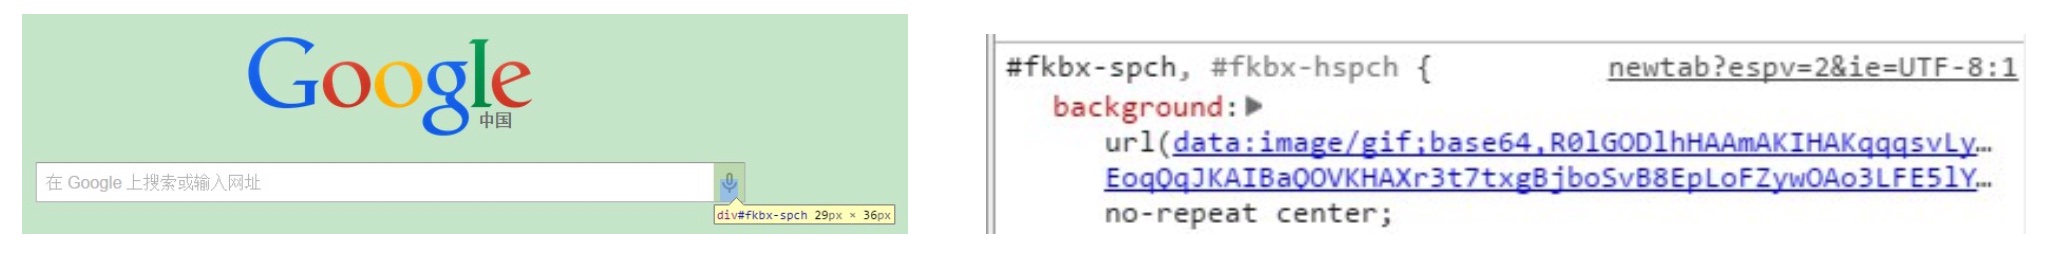 Google
中国
在 Google 上搜索或输入网址
div#fkbx-spch 29px × 36px
#fkbx-spch, #fkbx-hspch { newtab?espv=2&ie=UTF-8:1
background:▶
url(data:image/gif;base64,R0lGODlhHAAmAKIHAKqqqsvLy…
EoqQqJKAIBaQOVKHAXr3t7txgBjboSvB8EpLoFZywOAo3LFE5lY…
no-repeat center;